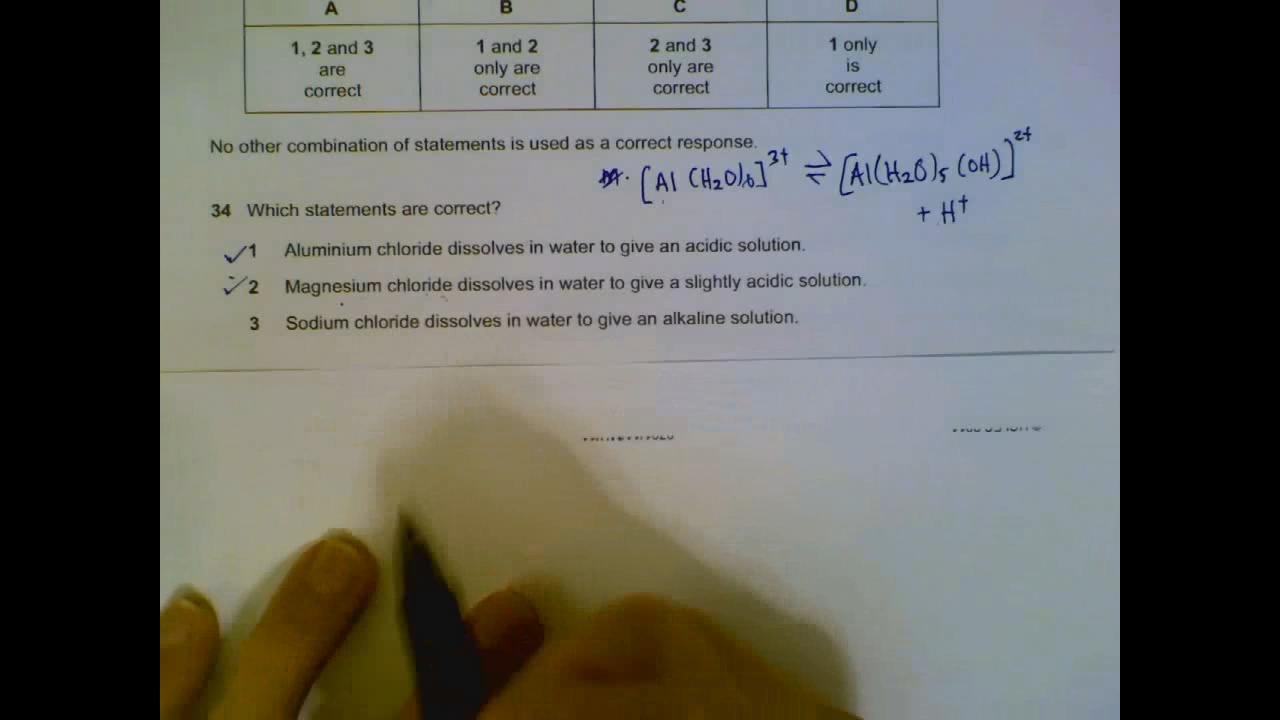 A B C D
1, 2 and 3 are correct
1 and 2 only are correct
2 and 3 only are correct
1 only is correct
No other combination of statements is used as a correct response.
[Al (H₂O)₆]³⁺ ⇌ [Al(H₂O)₅(OH)]²⁺
+ H⁺
34 Which statements are correct?
✓1 Aluminium chloride dissolves in water to give an acidic solution.
✓2 Magnesium chloride dissolves in water to give a slightly acidic solution.
3 Sodium chloride dissolves in water to give an alkaline solution.